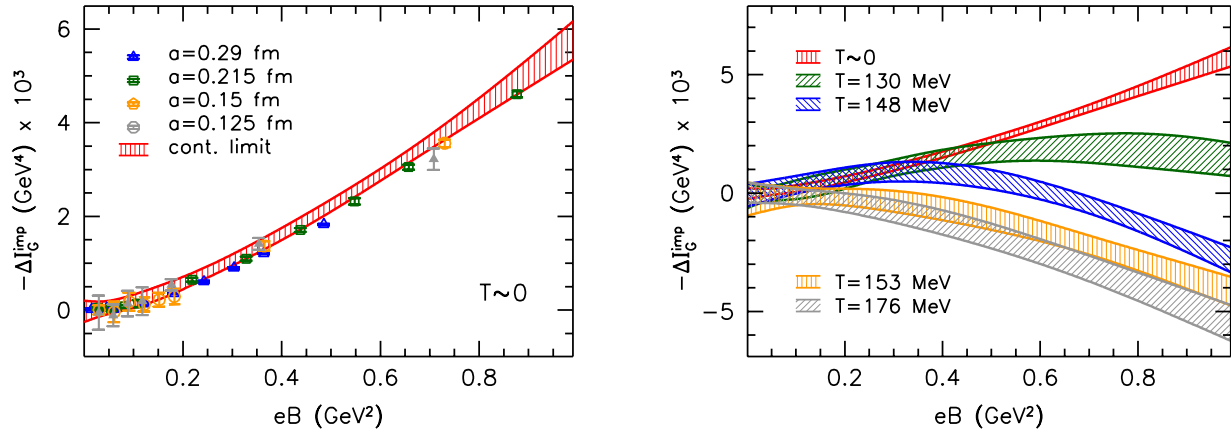 −ΔI_G^imp (GeV⁴) × 10³
6
4
2
0
a=0.29 fm
a=0.215 fm
a=0.15 fm
a=0.125 fm
cont. limit
T~0
0.2 0.4 0.6 0.8
eB (GeV²)
−ΔI_G^imp (GeV⁴) × 10³
5
0
−5
T~0
T=130 MeV
T=148 MeV
T=153 MeV
T=176 MeV
0.2 0.4 0.6 0.8
eB (GeV²)